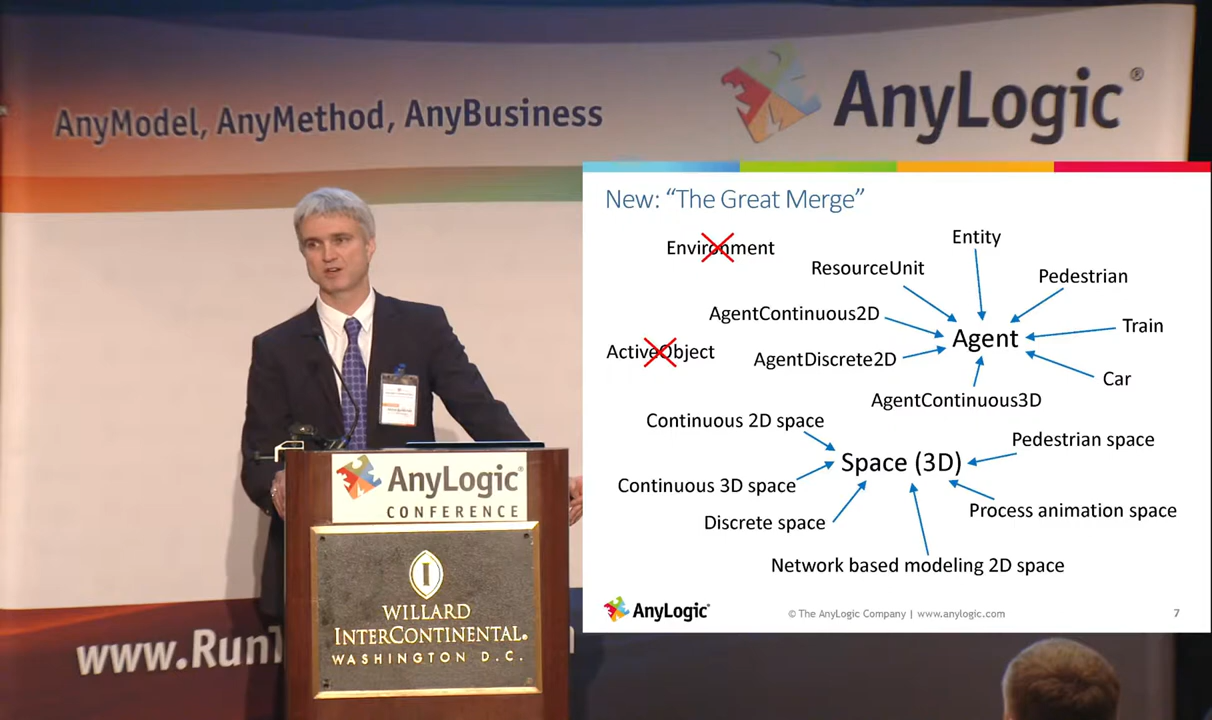 AnyModel, AnyMethod, AnyBusiness
AnyLogic®
New: “The Great Merge”
Environment
Entity
ResourceUnit
Pedestrian
AgentContinuous2D
Agent
Train
ActiveObject
AgentDiscrete2D
Car
AgentContinuous3D
Continuous 2D space
Pedestrian space
Space (3D)
Continuous 3D space
Process animation space
Discrete space
Network based modeling 2D space
AnyLogic®
© The AnyLogic Company | www.anylogic.com
7
AnyLogic®
CONFERENCE
I
WILLARD
INTERCONTINENTAL®
WASHINGTON D.C.